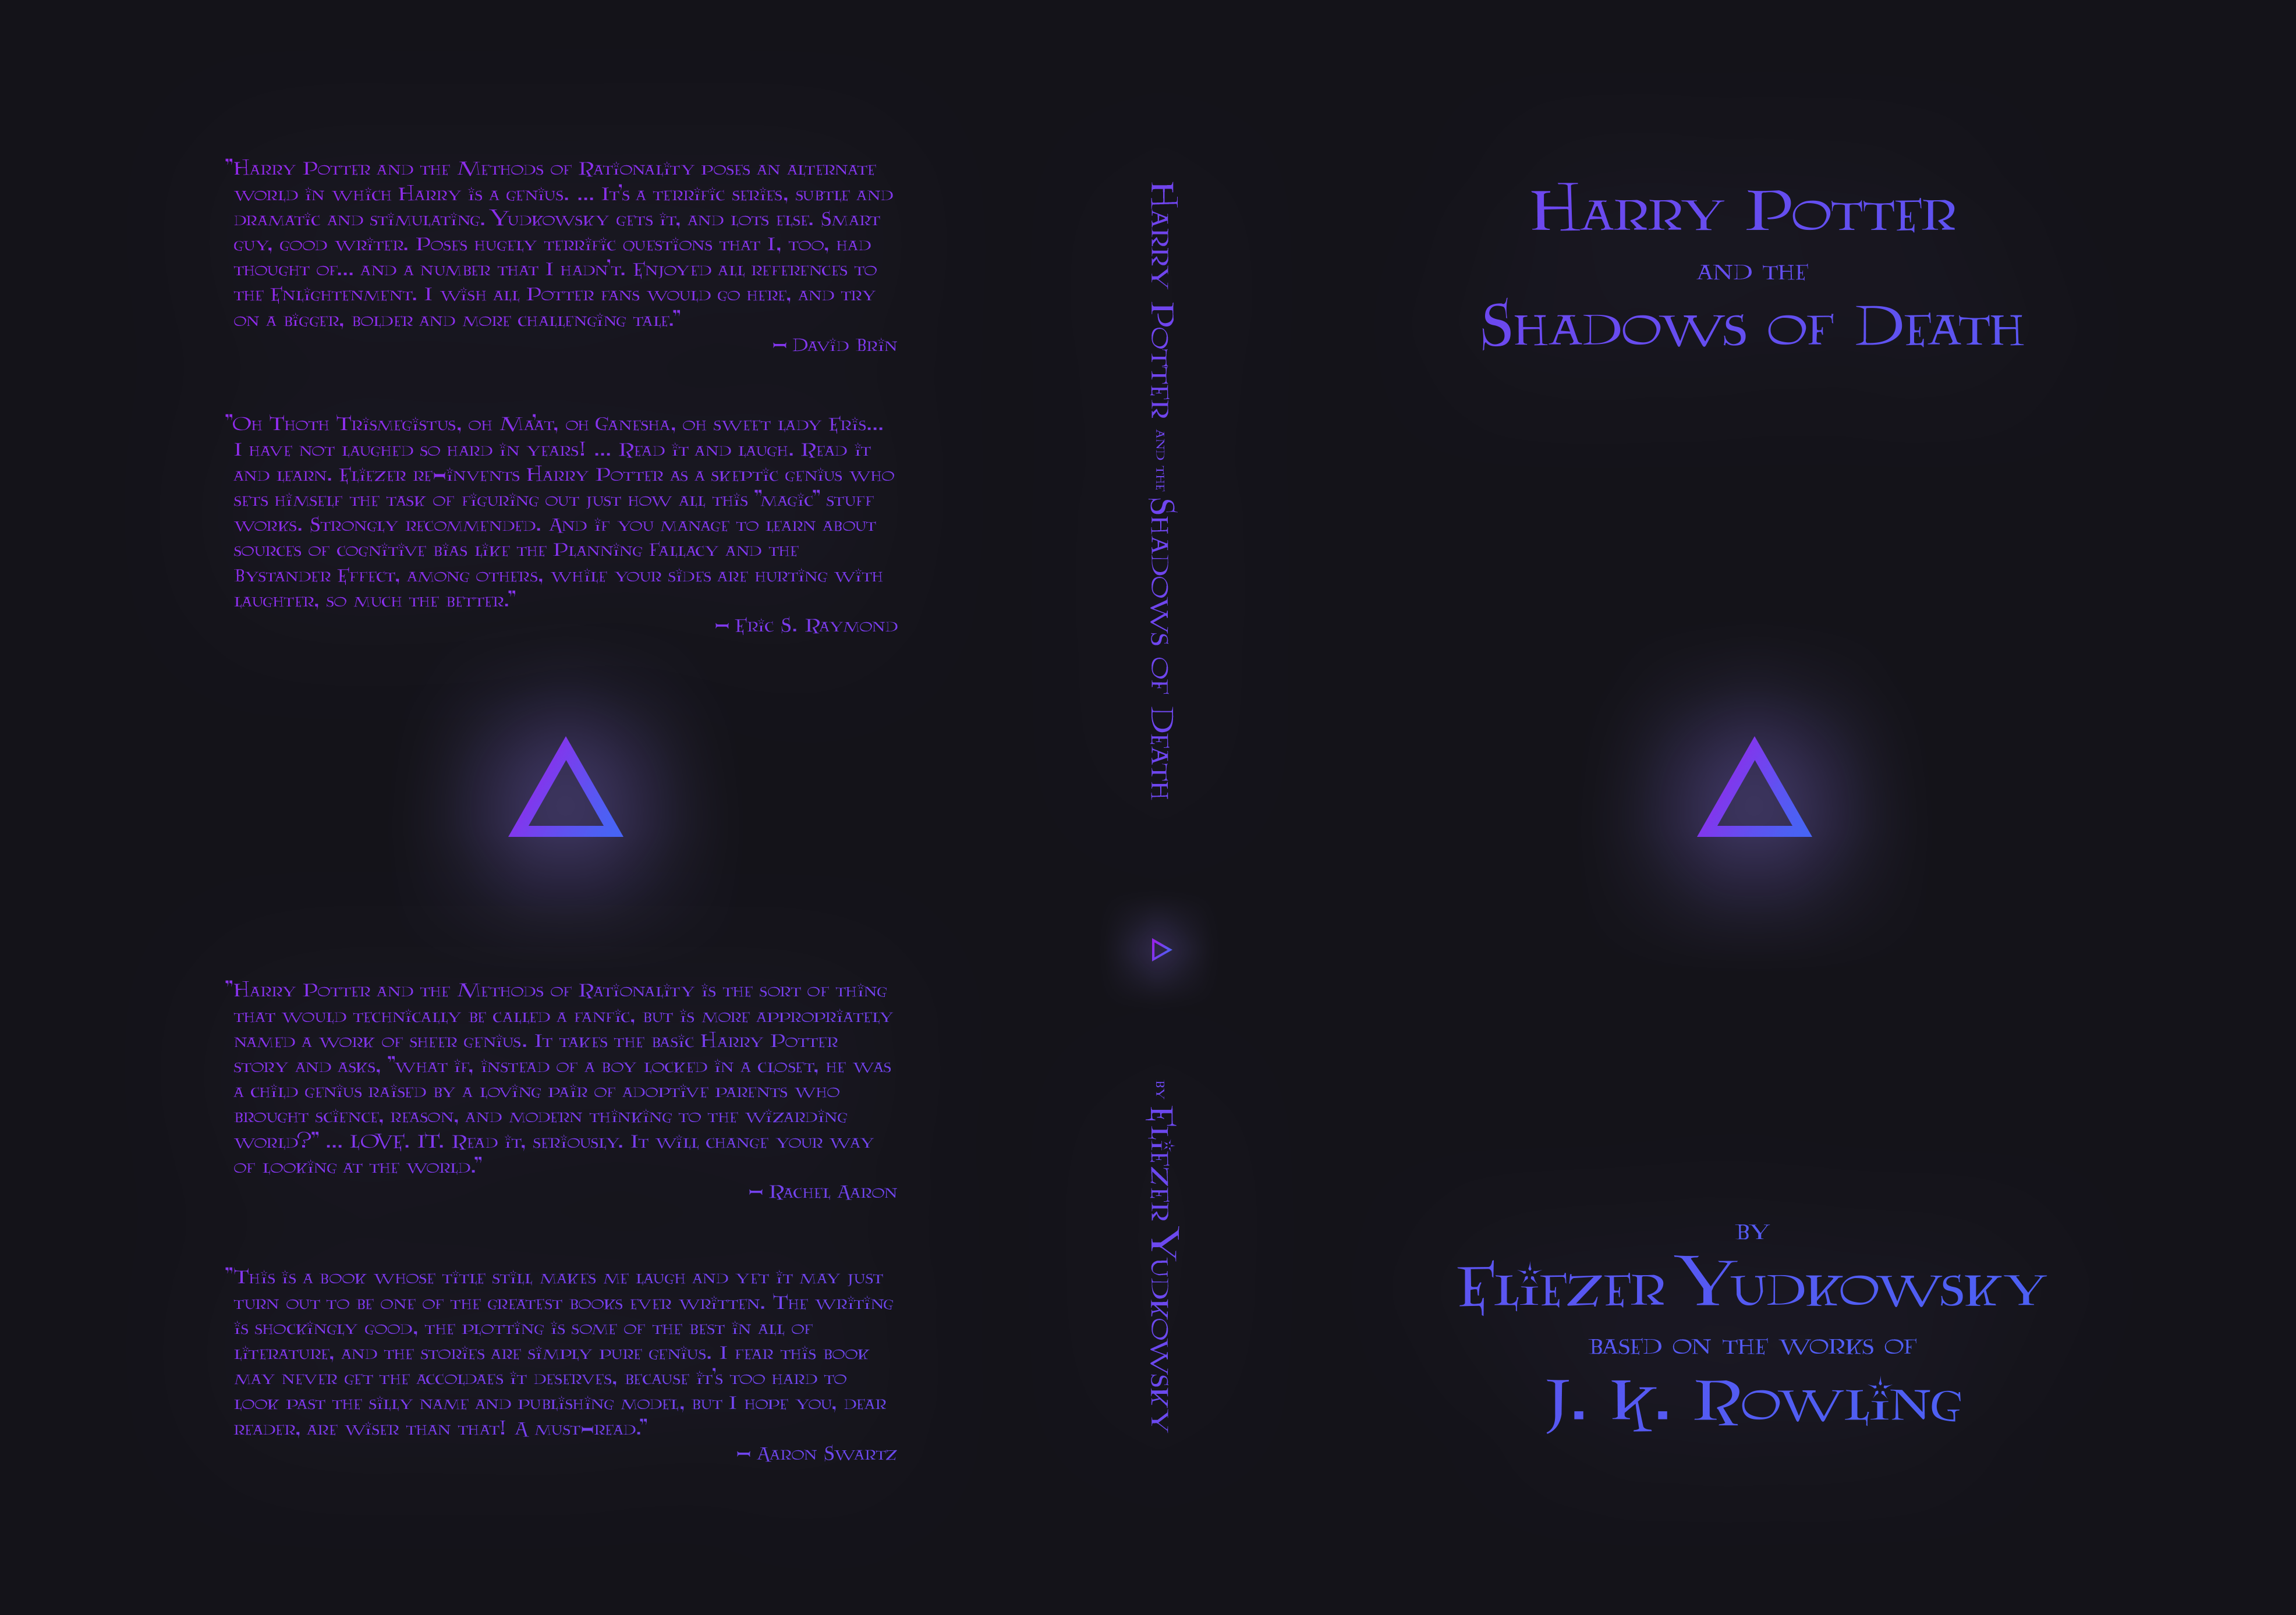 "Harry Potter and the Methods of Rationality poses an alternate
world in which Harry is a genius. ... It's a terrific series, subtle and
dramatic and stimulating. Yudkowsky gets it, and lots else. Smart
guy, good writer. Poses hugely terrific questions that I, too, had
thought of... and a number that I hadn't. Enjoyed all references to
the Enlightenment. I wish all Potter fans would go here, and try
on a bigger, bolder and more challenging tale."
- David Brin
"Oh Thoth Trismegistus, oh Ma'at, oh Ganesha, oh sweet lady Eris...
I have not laughed so hard in years! ... Read it and laugh. Read it
and learn. Eliezer re-invents Harry Potter as a skeptic genius who
sets himself the task of figuring out just how all this "magic" stuff
works. Strongly recommended. And if you manage to learn about
sources of cognitive bias like the Planning Fallacy and the
Bystander Effect, among others, while your sides are hurting with
laughter, so much the better."
- Eric S. Raymond
"Harry Potter and the Methods of Rationality is the sort of thing
that would technically be called a fanfic, but is more appropriately
named a work of sheer genius. It takes the basic Harry Potter
story and asks, "what if, instead of a boy locked in a closet, he was
a child genius raised by a loving pair of adoptive parents who
brought science, reason, and modern thinking to the wizarding
world?" ... LOVE. IT. Read it, seriously. It will change your way
of looking at the world."
- Rachel Aaron
"This is a book whose title still makes me laugh and yet it may just
turn out to be one of the greatest books ever written. The writing
is shockingly good, the plotting is some of the best in all of
literature, and the stories are simply pure genius. I fear this book
may never get the accoldaes it deserves, because it's too hard to
look past the silly name and publishing model, but I hope you, dear
reader, are wiser than that! A must-read."
- Aaron Swartz
Harry Potter and the Shadows of Death
by Eliezer Yudkowsky
Harry Potter
and the
Shadows of Death
by
Eliezer Yudkowsky
based on the works of
J. K. Rowling